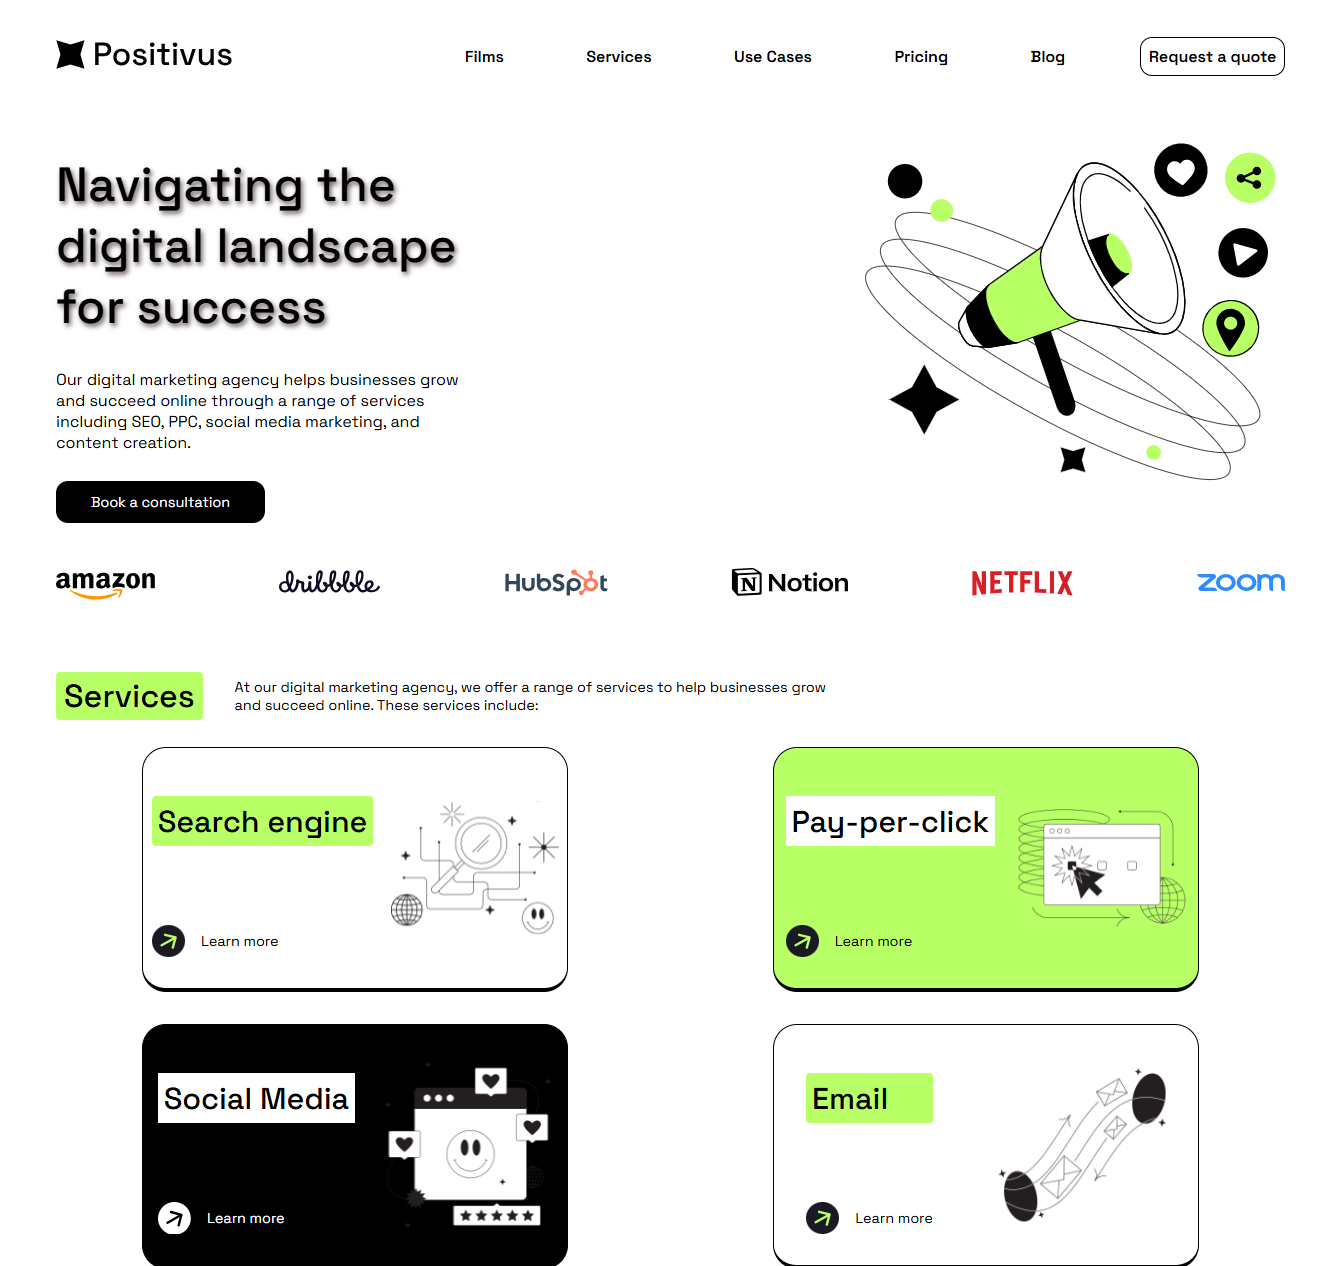 Positivus
Films
Services
Use Cases
Pricing
Blog
Request a quote
Navigating the
digital landscape
for success
Our digital marketing agency helps businesses grow
and succeed online through a range of services
including SEO, PPC, social media marketing, and
content creation.
Book a consultation
amazon
dribbble
HubSpot
N Notion
NETFLIX
zoom
Services
At our digital marketing agency, we offer a range of services to help businesses grow
and succeed online. These services include:
Search engine
Learn more
Pay-per-click
Learn more
Social Media
Learn more
Email
Learn more